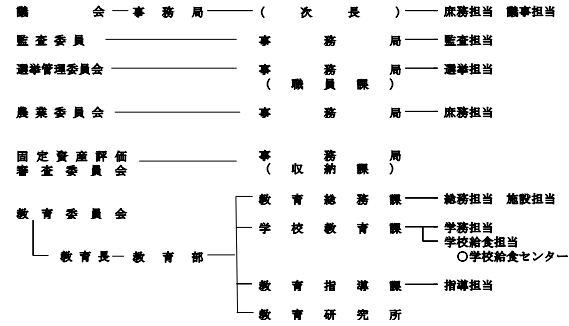 議会 事務局 (次長) 庶務担当 議事担当
監査委員 事務局 監査担当
選挙管理委員会 事務局 選挙担当
(職員課)
農業委員会 事務局 庶務担当
固定資産評価 事務局
審査委員会 (収納課)
教育総務課 総務担当 施設担当
教育委員会 学校教育課 学務担当
学校給食担当
教育長 教育部 〇学校給食センター
教育指導課 指導担当
教育研究所